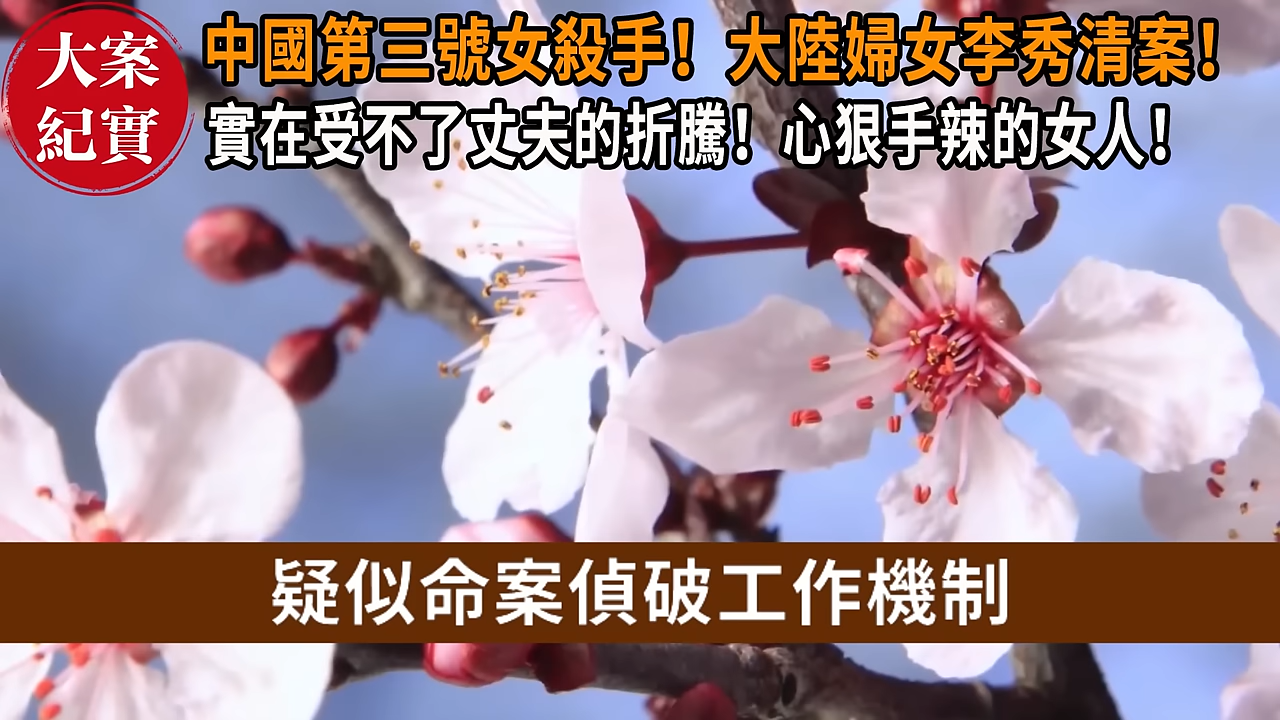 大案
紀實
中國第三號女殺手！大陸婦女李秀清案！
實在受不了丈夫的折騰！心狠手辣的女人！
疑似命案偵破工作機制